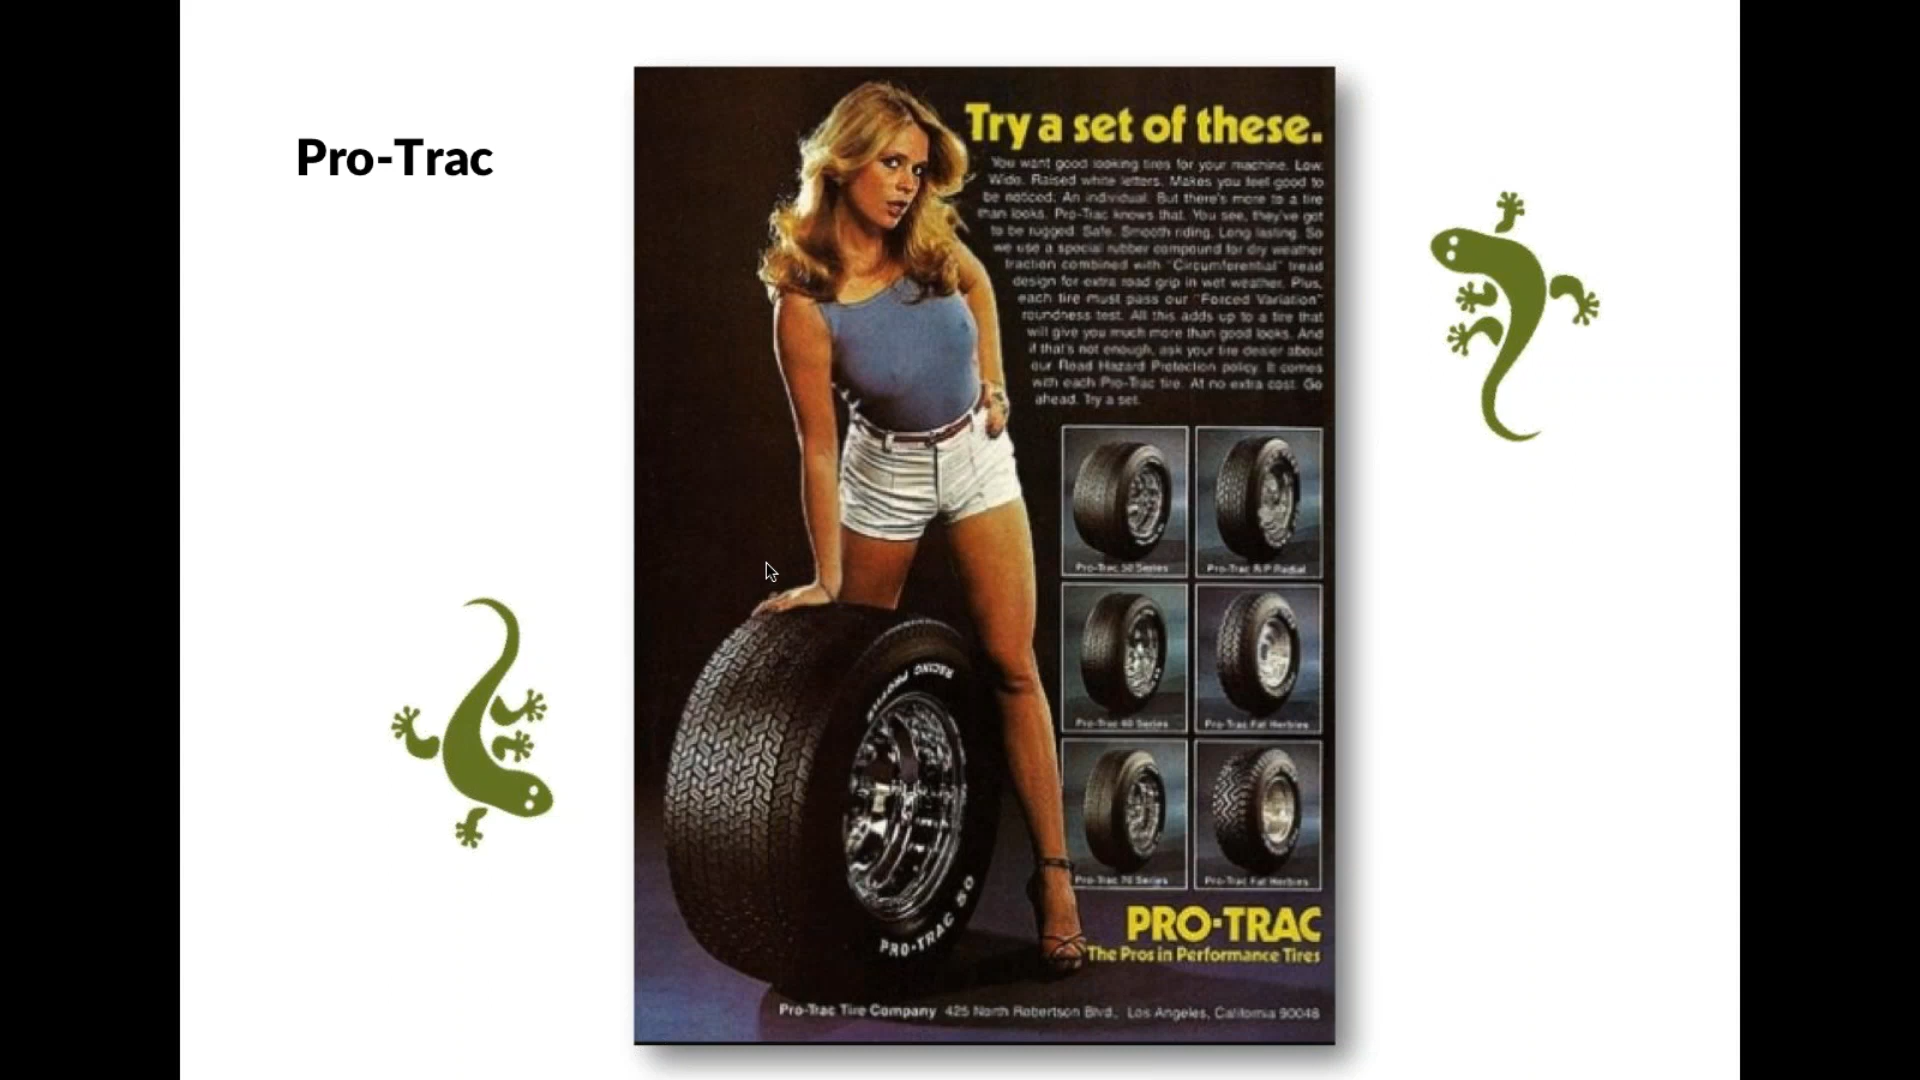 Pro-Trac
Try a set of these.
You want good looking tires for your machine. Low.
Wide. Raised white letters. Makes you feel good to
be noticed. An individual. But there's more to a tire
than looks. Pro-Trac knows that. You see, they've got
to be rugged. Safe. Smooth riding. Long lasting. So
we use a special rubber compound for dry weather
traction combined with "Circumferential" tread
design for extra road grip in wet weather. Plus,
each tire must pass our "Forced Variation"
roundness test. All this adds up to a tire that
will give you much more than good looks. And
if that's not enough, ask your tire dealer about
our Road Hazard Protection policy. It comes
with each Pro-Trac tire. At no extra cost. Go
ahead. Try a set.
Pro-Trac 50 Series
Pro-Trac R/P Radial
Pro-Trac 60 Series
Pro-Trac Fat Herbies
Pro-Trac 70 Series
Pro-Trac Fat Herbies
RACING PROFILE
PRO-TRAC 50
PRO-TRAC
The Pros in Performance Tires
Pro-Trac Tire Company 425 North Robertson Blvd., Los Angeles, California 90048